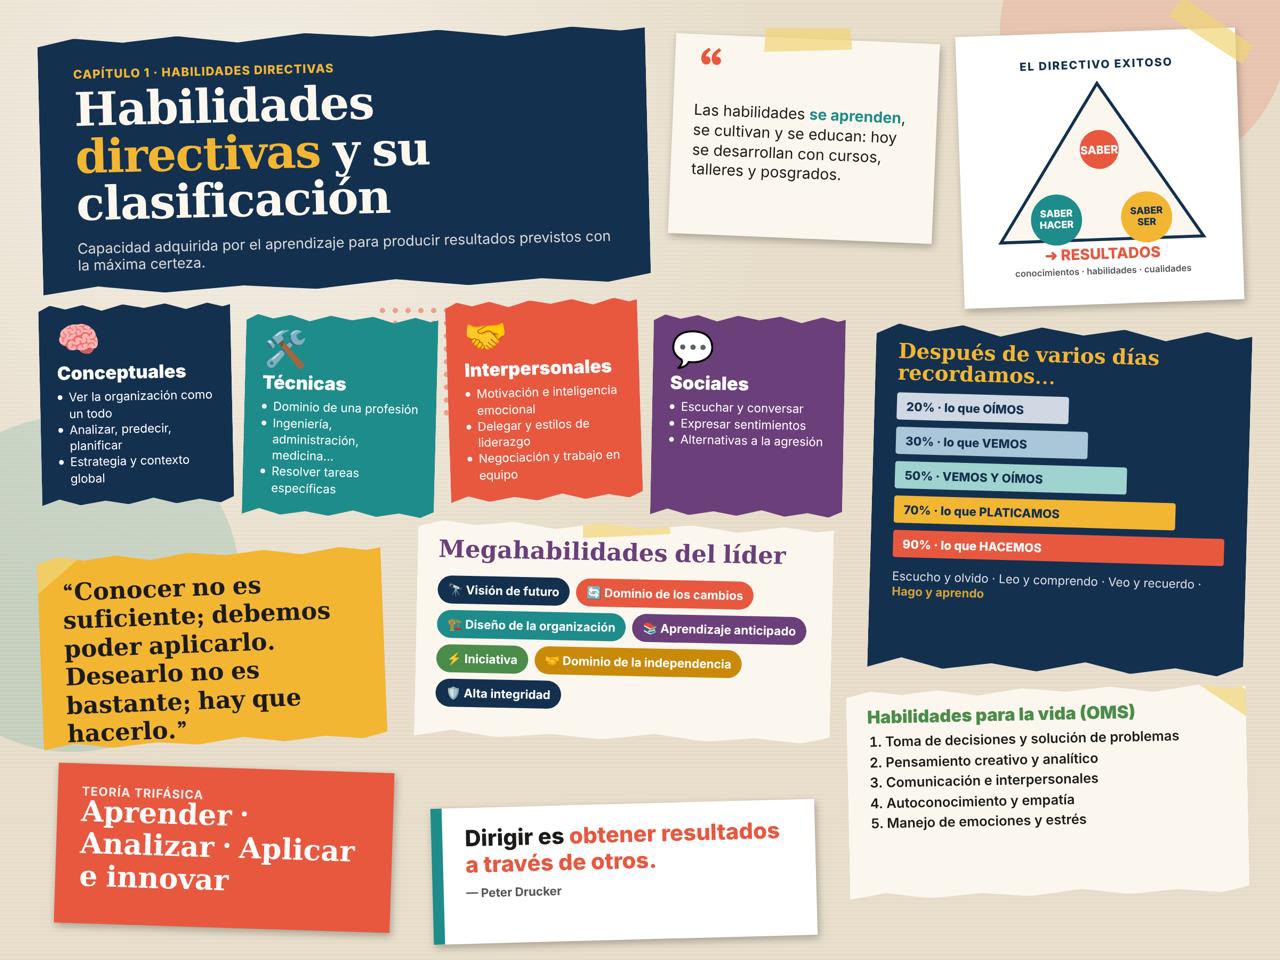 CAPÍTULO 1 · HABILIDADES DIRECTIVAS
Habilidades
directivas y su
clasificación
Capacidad adquirida por el aprendizaje para producir resultados previstos con
la máxima certeza.
“
Las habilidades se aprenden,
se cultivan y se educan: hoy
se desarrollan con cursos,
talleres y posgrados.
EL DIRECTIVO EXITOSO
SABER
SABER
HACER
SABER
SER
➜ RESULTADOS
conocimientos · habilidades · cualidades
Conceptuales
• Ver la organización como
un todo
• Analizar, predecir,
planificar
• Estrategia y contexto
global
Técnicas
• Dominio de una profesión
• Ingeniería,
administración,
medicina...
• Resolver tareas
específicas
Interpersonales
• Motivación e inteligencia
emocional
• Delegar y estilos de
liderazgo
• Negociación y trabajo en
equipo
Sociales
• Escuchar y conversar
• Expresar sentimientos
• Alternativas a la agresión
Después de varios días
recordamos...
20% · lo que OÍMOS
30% · lo que VEMOS
50% · VEMOS Y OÍMOS
70% · lo que PLATICAMOS
90% · lo que HACEMOS
Escucho y olvido · Leo y comprendo · Veo y recuerdo ·
Hago y aprendo
“Conocer no es
suficiente; debemos
poder aplicarlo.
Desearlo no es
bastante; hay que
hacerlo.”
Megahabilidades del líder
🔭 Visión de futuro
🔄 Dominio de los cambios
🏗️ Diseño de la organización
📚 Aprendizaje anticipado
⚡ Iniciativa
🤝 Dominio de la independencia
🛡️ Alta integridad
Habilidades para la vida (OMS)
1. Toma de decisiones y solución de problemas
2. Pensamiento creativo y analítico
3. Comunicación e interpersonales
4. Autoconocimiento y empatía
5. Manejo de emociones y estrés
TEORÍA TRIFÁSICA
Aprender ·
Analizar · Aplicar
e innovar
Dirigir es obtener resultados
a través de otros.
— Peter Drucker